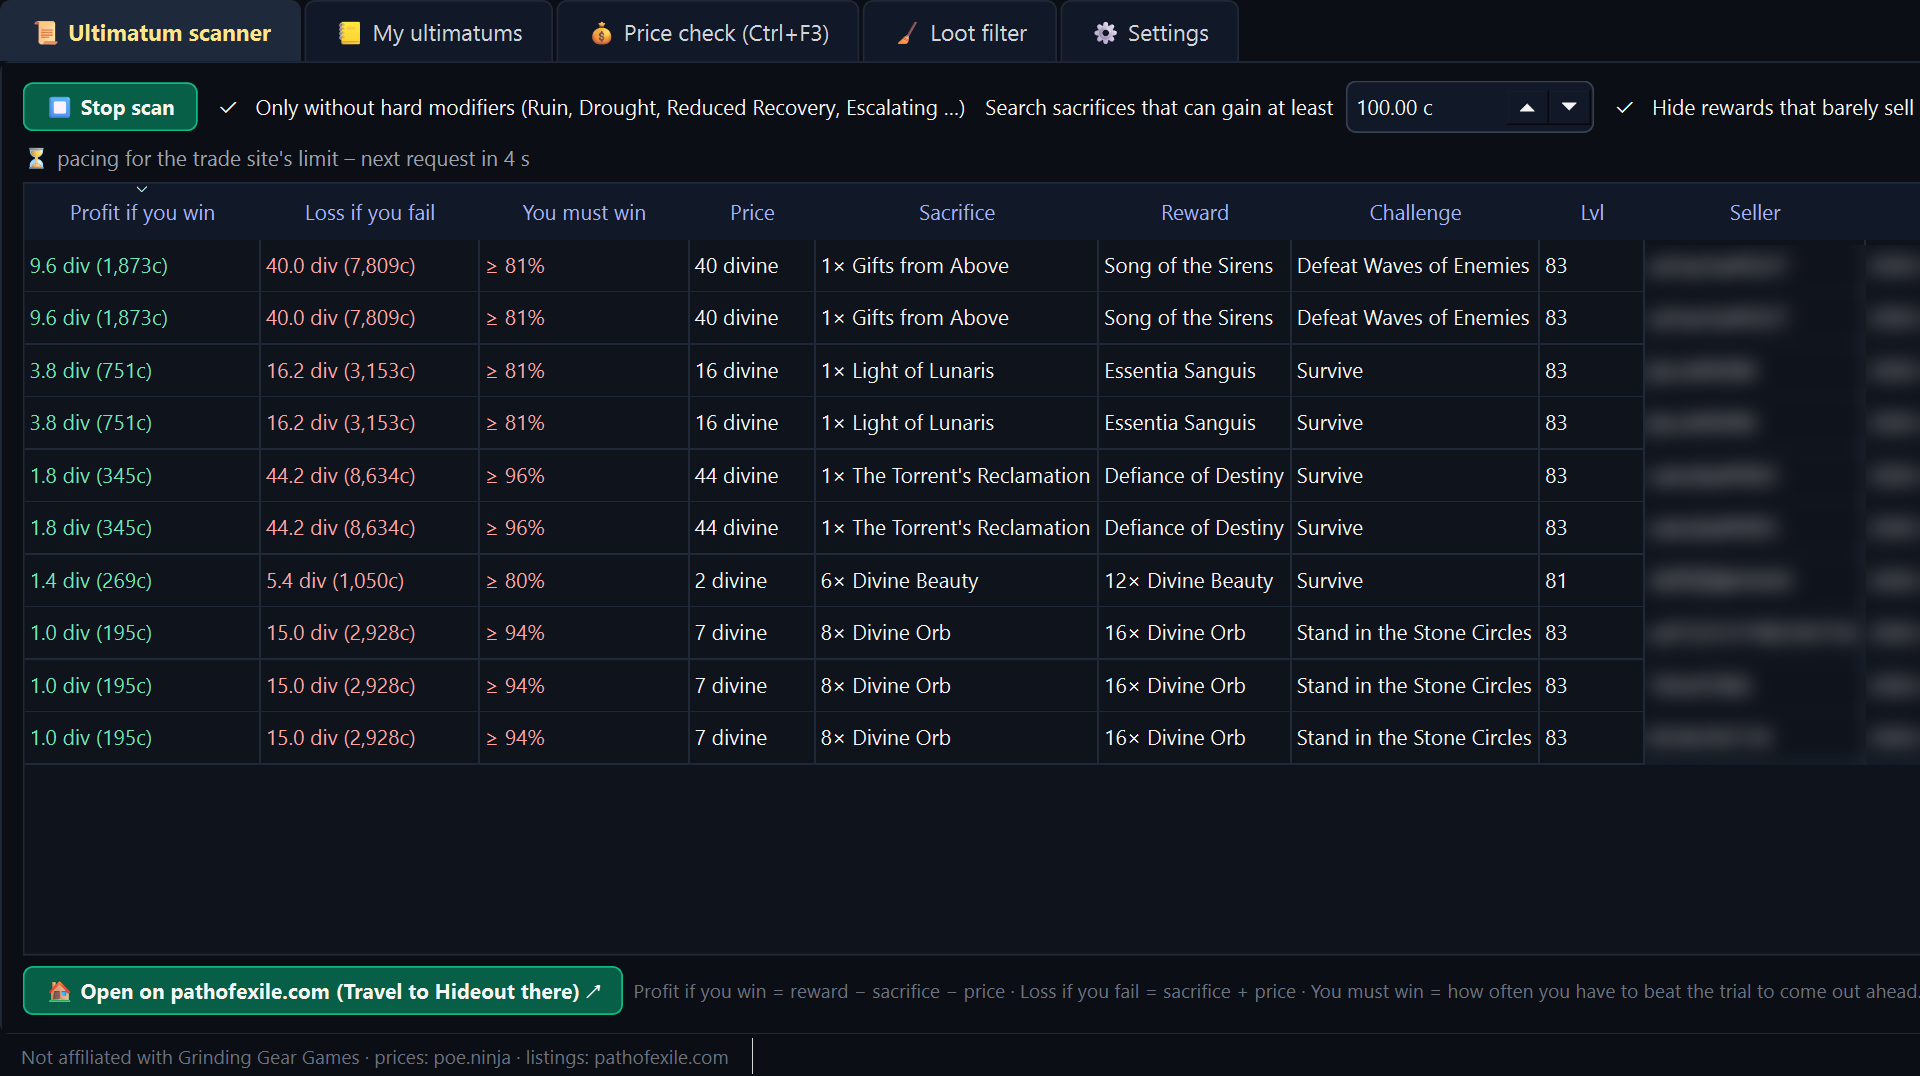 Ultimatum scanner
My ultimatums
Price check (Ctrl+F3)
Loot filter
Settings
Stop scan
✓ Only without hard modifiers (Ruin, Drought, Reduced Recovery, Escalating ...)
Search sacrifices that can gain at least
100.00 c
✓ Hide rewards that barely sell
pacing for the trade site's limit – next request in 4 s
Profit if you win Loss if you fail You must win Price Sacrifice Reward Challenge Lvl Seller
9.6 div (1,873c) 40.0 div (7,809c) ≥ 81% 40 divine 1× Gifts from Above Song of the Sirens Defeat Waves of Enemies 83
9.6 div (1,873c) 40.0 div (7,809c) ≥ 81% 40 divine 1× Gifts from Above Song of the Sirens Defeat Waves of Enemies 83
3.8 div (751c) 16.2 div (3,153c) ≥ 81% 16 divine 1× Light of Lunaris Essentia Sanguis Survive 83
3.8 div (751c) 16.2 div (3,153c) ≥ 81% 16 divine 1× Light of Lunaris Essentia Sanguis Survive 83
1.8 div (345c) 44.2 div (8,634c) ≥ 96% 44 divine 1× The Torrent's Reclamation Defiance of Destiny Survive 83
1.8 div (345c) 44.2 div (8,634c) ≥ 96% 44 divine 1× The Torrent's Reclamation Defiance of Destiny Survive 83
1.4 div (269c) 5.4 div (1,050c) ≥ 80% 2 divine 6× Divine Beauty 12× Divine Beauty Survive 81
1.0 div (195c) 15.0 div (2,928c) ≥ 94% 7 divine 8× Divine Orb 16× Divine Orb Stand in the Stone Circles 83
1.0 div (195c) 15.0 div (2,928c) ≥ 94% 7 divine 8× Divine Orb 16× Divine Orb Stand in the Stone Circles 83
1.0 div (195c) 15.0 div (2,928c) ≥ 94% 7 divine 8× Divine Orb 16× Divine Orb Stand in the Stone Circles 83
Open on pathofexile.com (Travel to Hideout there) ↗
Profit if you win = reward − sacrifice − price · Loss if you fail = sacrifice + price · You must win = how often you have to beat the trial to come out ahead.
Not affiliated with Grinding Gear Games · prices: poe.ninja · listings: pathofexile.com